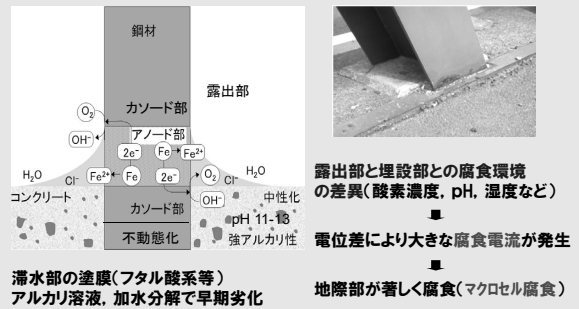 鋼材
露出部
カソード部
O₂
アノード部
OH⁻
2e⁻
Fe
Fe²⁺
H₂O
Cl⁻
Fe²⁺
Fe
2e⁻
O₂
Cl⁻
H₂O
OH⁻
コンクリート
中性化
カソード部
pH 11-13
不動態化
強アルカリ性
滞水部の塗膜(フタル酸系等)
アルカリ溶液, 加水分解で早期劣化
露出部と埋設部との腐食環境
の差異(酸素濃度, pH, 湿度など)
電位差により大きな腐食電流が発生
地際部が著しく腐食(マクロセル腐食)